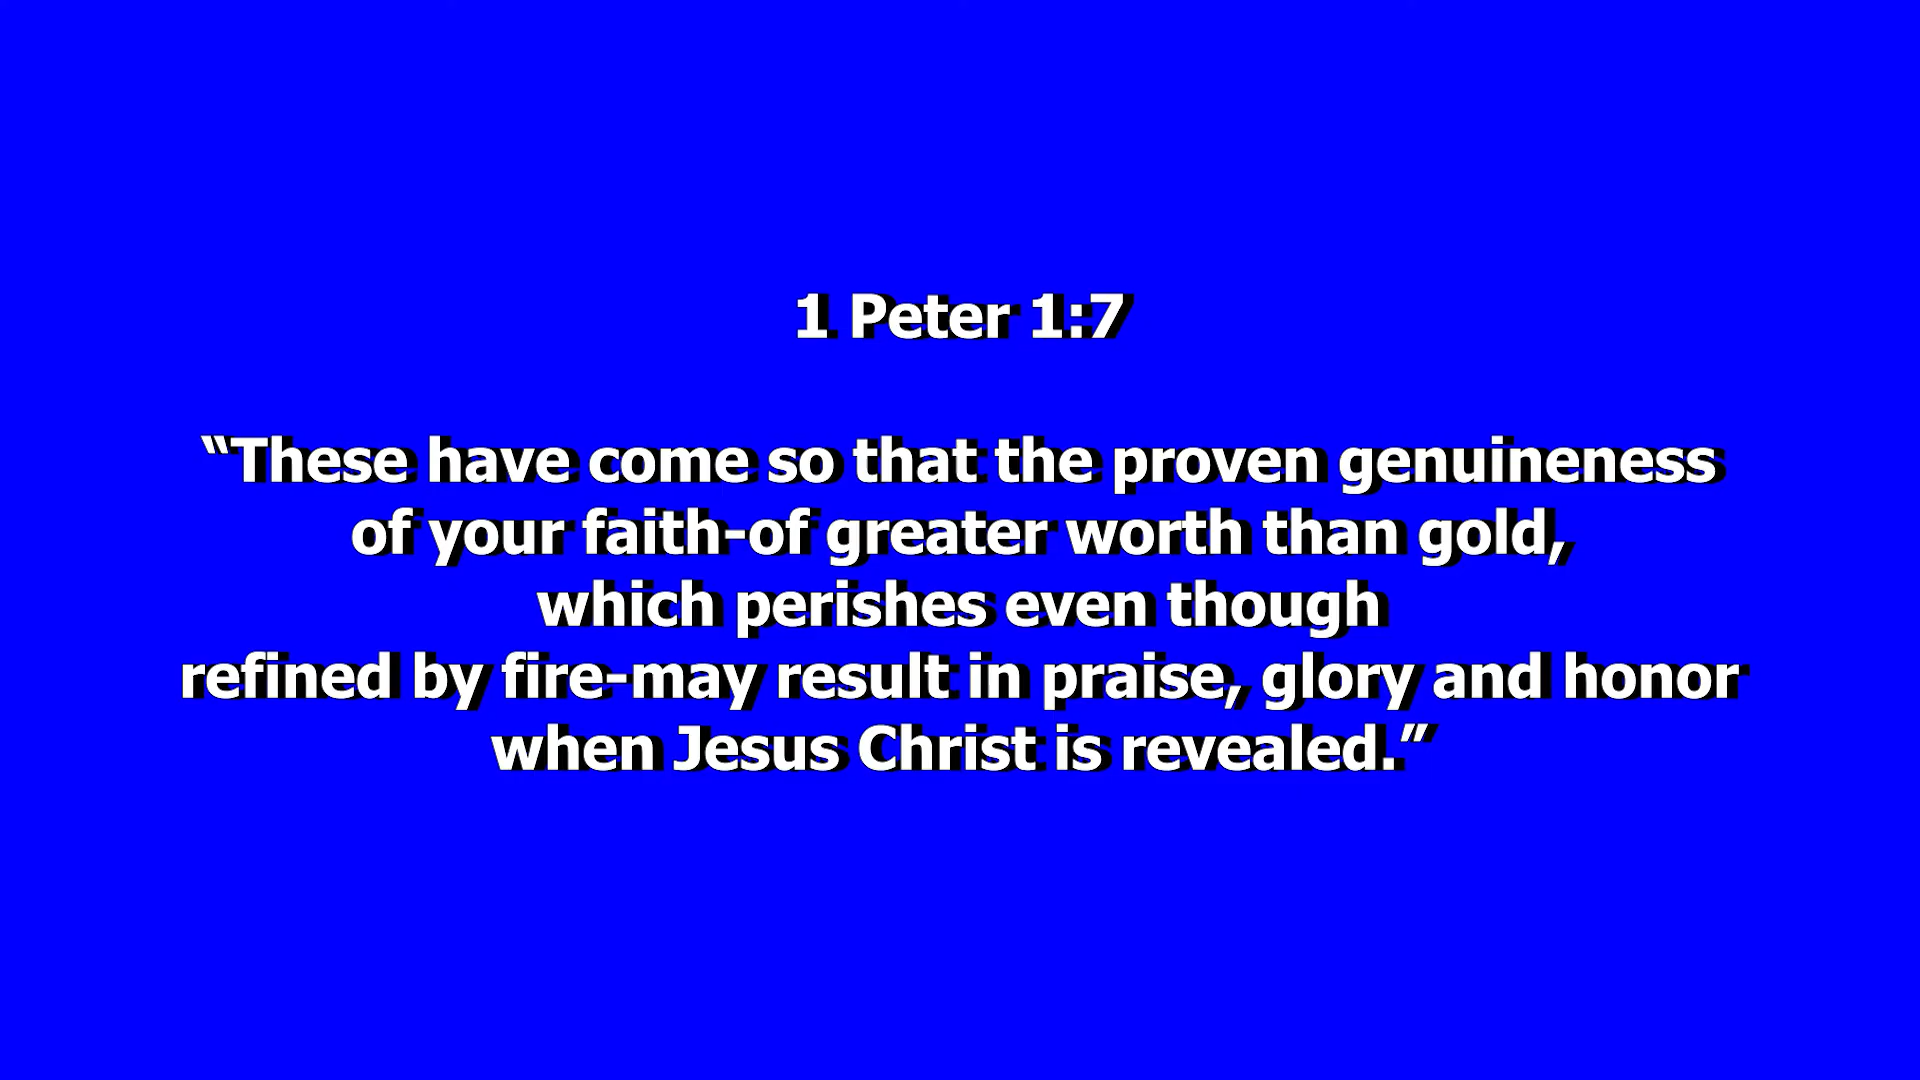 1 Peter 1:7
“These have come so that the proven genuineness
of your faith-of greater worth than gold,
which perishes even though
refined by fire-may result in praise, glory and honor
when Jesus Christ is revealed.”